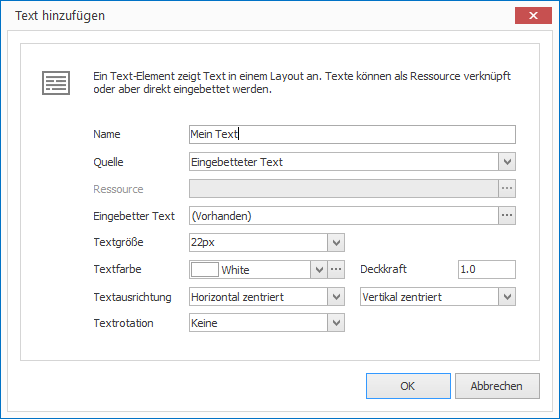 Text hinzufügen
Ein Text-Element zeigt Text in einem Layout an. Texte können als Ressource verknüpft
oder aber direkt eingebettet werden.
Name Mein Text
Quelle Eingebetteter Text
Ressource
Eingebetter Text (Vorhanden)
Textgröße 22px
Textfarbe White Deckkraft 1.0
Textausrichtung Horizontal zentriert Vertikal zentriert
Textrotation Keine
OK Abbrechen